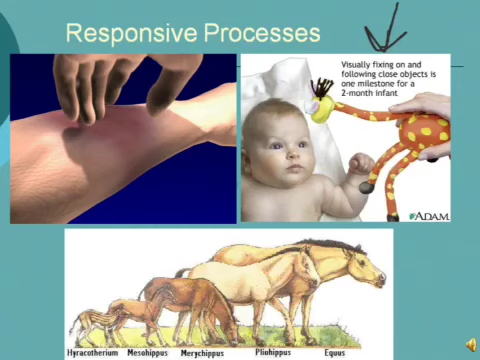 Responsive Processes
Visually fixing on and
following close objects is
one milestone for a
2-month infant
ADAM.
Hyracotherium Mesohippus Merychippus Pliohippus Equus